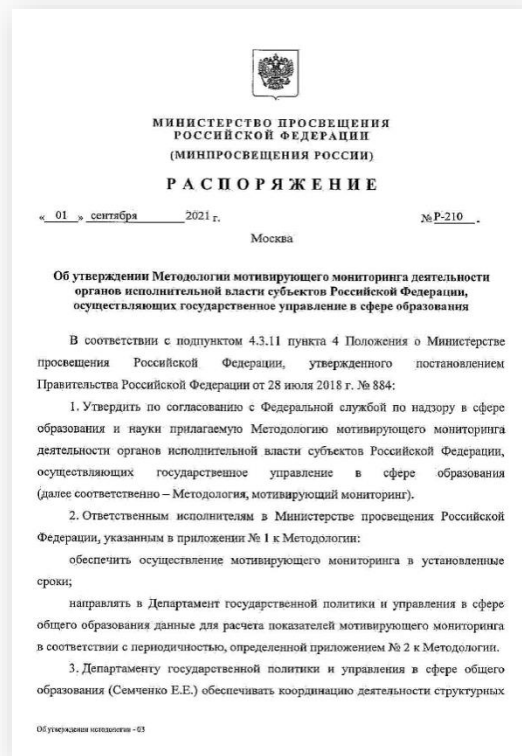 МИНИСТЕРСТВО ПРОСВЕЩЕНИЯ
РОССИЙСКОЙ ФЕДЕРАЦИИ
(МИНПРОСВЕЩЕНИЯ РОССИИ)
РАСПОРЯЖЕНИЕ
« 01 » сентября 2021 г. № Р-210 .
Москва
Об утверждении Методологии мотивирующего мониторинга деятельности
органов исполнительной власти субъектов Российской Федерации,
осуществляющих государственное управление в сфере образования
В соответствии с подпунктом 4.3.11 пункта 4 Положения о Министерстве
просвещения Российской Федерации, утвержденного постановлением
Правительства Российской Федерации от 28 июля 2018 г. № 884:
1. Утвердить по согласованию с Федеральной службой по надзору в сфере
образования и науки прилагаемую Методологию мотивирующего мониторинга
деятельности органов исполнительной власти субъектов Российской Федерации,
осуществляющих государственное управление в сфере образования
(далее соответственно – Методология, мотивирующий мониторинг).
2. Ответственным исполнителям в Министерстве просвещения Российской
Федерации, указанным в приложении № 1 к Методологии:
обеспечить осуществление мотивирующего мониторинга в установленные
сроки;
направлять в Департамент государственной политики и управления в сфере
общего образования данные для расчета показателей мотивирующего мониторинга
в соответствии с периодичностью, определенной приложением № 2 к Методологии.
3. Департаменту государственной политики и управления в сфере общего
образования (Семченко Е.Е.) обеспечивать координацию деятельности структурных
Об утверждении методологии - 03